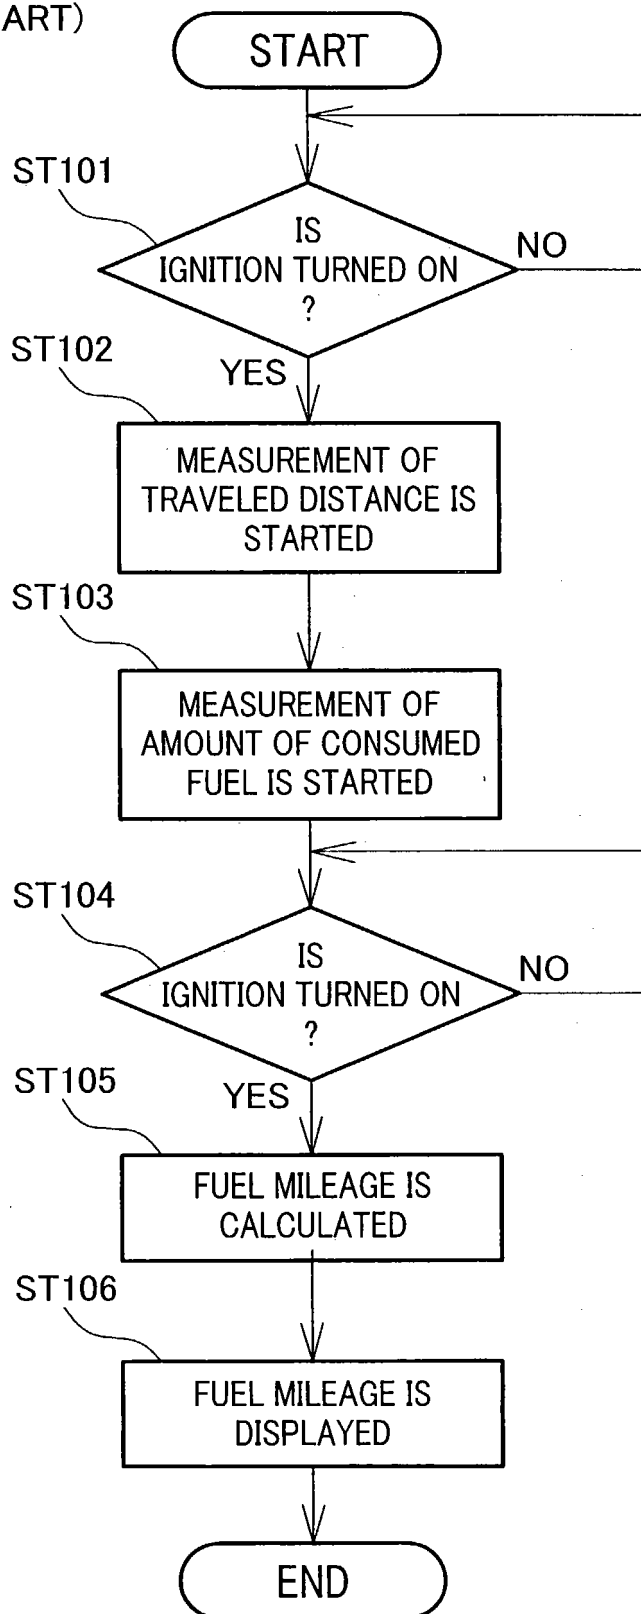 ART)
START
ST101
IS
IGNITION TURNED ON
?
NO
ST102
YES
MEASUREMENT OF
TRAVELED DISTANCE IS
STARTED
ST103
MEASUREMENT OF
AMOUNT OF CONSUMED
FUEL IS STARTED
ST104
IS
IGNITION TURNED ON
?
NO
ST105
YES
FUEL MILEAGE IS
CALCULATED
ST106
FUEL MILEAGE IS
DISPLAYED
END